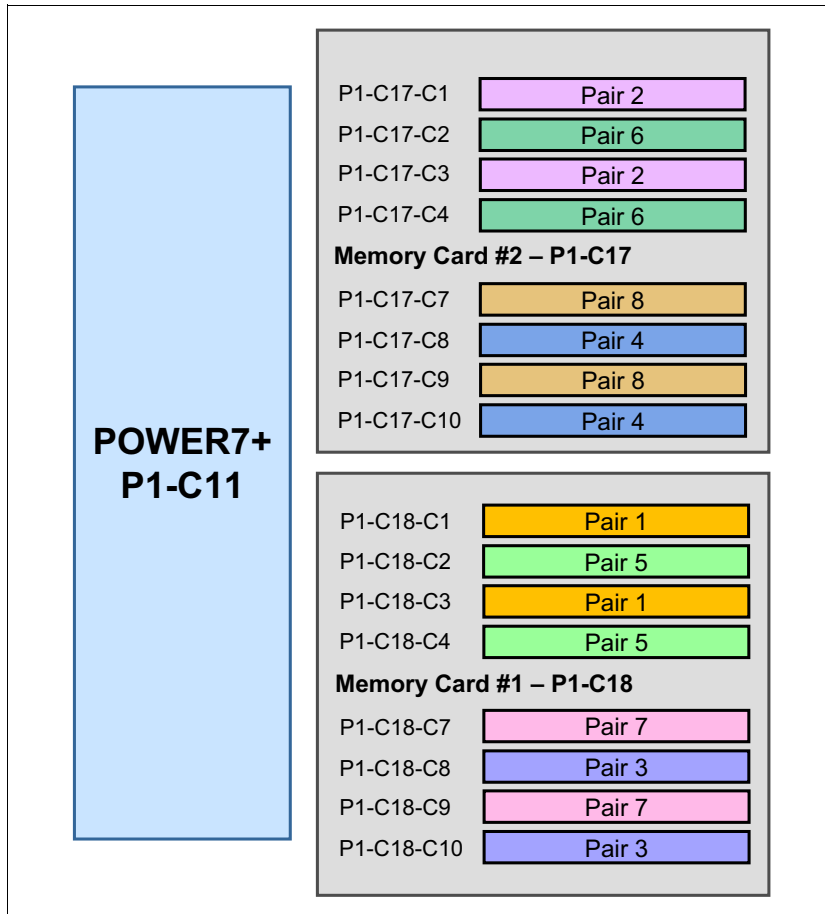 POWER7+
P1-C11
P1-C17-C1 Pair 2
P1-C17-C2 Pair 6
P1-C17-C3 Pair 2
P1-C17-C4 Pair 6
Memory Card #2 – P1-C17
P1-C17-C7 Pair 8
P1-C17-C8 Pair 4
P1-C17-C9 Pair 8
P1-C17-C10 Pair 4
P1-C18-C1 Pair 1
P1-C18-C2 Pair 5
P1-C18-C3 Pair 1
P1-C18-C4 Pair 5
Memory Card #1 – P1-C18
P1-C18-C7 Pair 7
P1-C18-C8 Pair 3
P1-C18-C9 Pair 7
P1-C18-C10 Pair 3